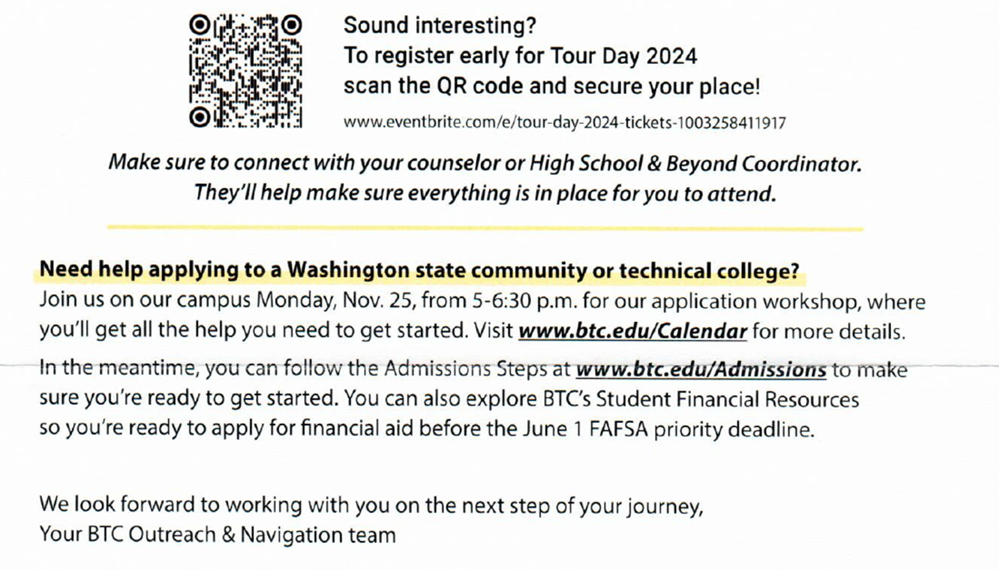 Sound interesting?
To register early for Tour Day 2024
scan the QR code and secure your place!
www.eventbrite.com/e/tour-day-2024-tickets-1003258411917
Make sure to connect with your counselor or High School & Beyond Coordinator.
They'll help make sure everything is in place for you to attend.
Need help applying to a Washington state community or technical college?
Join us on our campus Monday, Nov. 25, from 5-6:30 p.m. for our application workshop, where
you'll get all the help you need to get started. Visit www.btc.edu/Calendar for more details.
In the meantime, you can follow the Admissions Steps at www.btc.edu/Admissions to make
sure you're ready to get started. You can also explore BTC's Student Financial Resources
so you're ready to apply for financial aid before the June 1 FAFSA priority deadline.
We look forward to working with you on the next step of your journey,
Your BTC Outreach & Navigation team